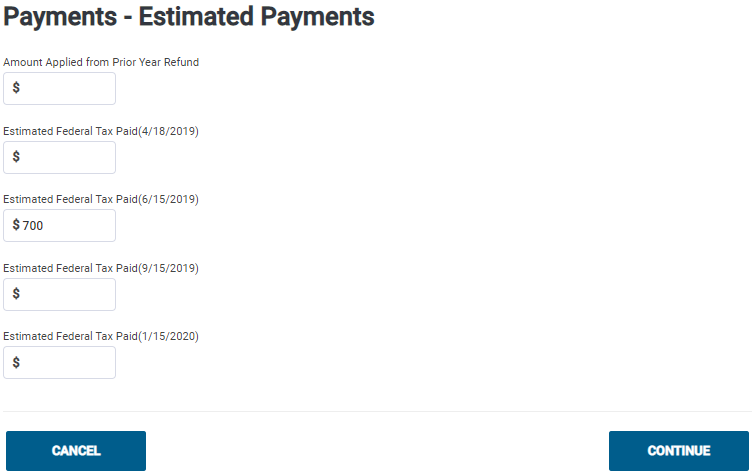 Payments - Estimated Payments
Amount Applied from Prior Year Refund
$
Estimated Federal Tax Paid(4/18/2019)
$
Estimated Federal Tax Paid(6/15/2019)
$ 700
Estimated Federal Tax Paid(9/15/2019)
$
Estimated Federal Tax Paid(1/15/2020)
$
CANCEL CONTINUE